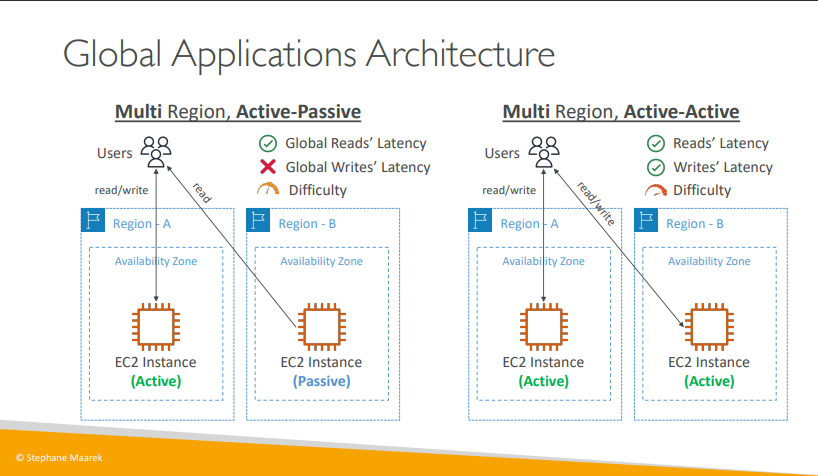 Global Applications Architecture
Multi Region, Active-Passive
Users
Global Reads’ Latency
Global Writes’ Latency
Difficulty
read/write
read
Region - A
Availability Zone
EC2 Instance
(Active)
Region - B
Availability Zone
EC2 Instance
(Passive)
Multi Region, Active-Active
Users
Reads’ Latency
Writes’ Latency
Difficulty
read/write
read/write
Region - A
Availability Zone
EC2 Instance
(Active)
Region - B
Availability Zone
EC2 Instance
(Active)
© Stephane Maarek